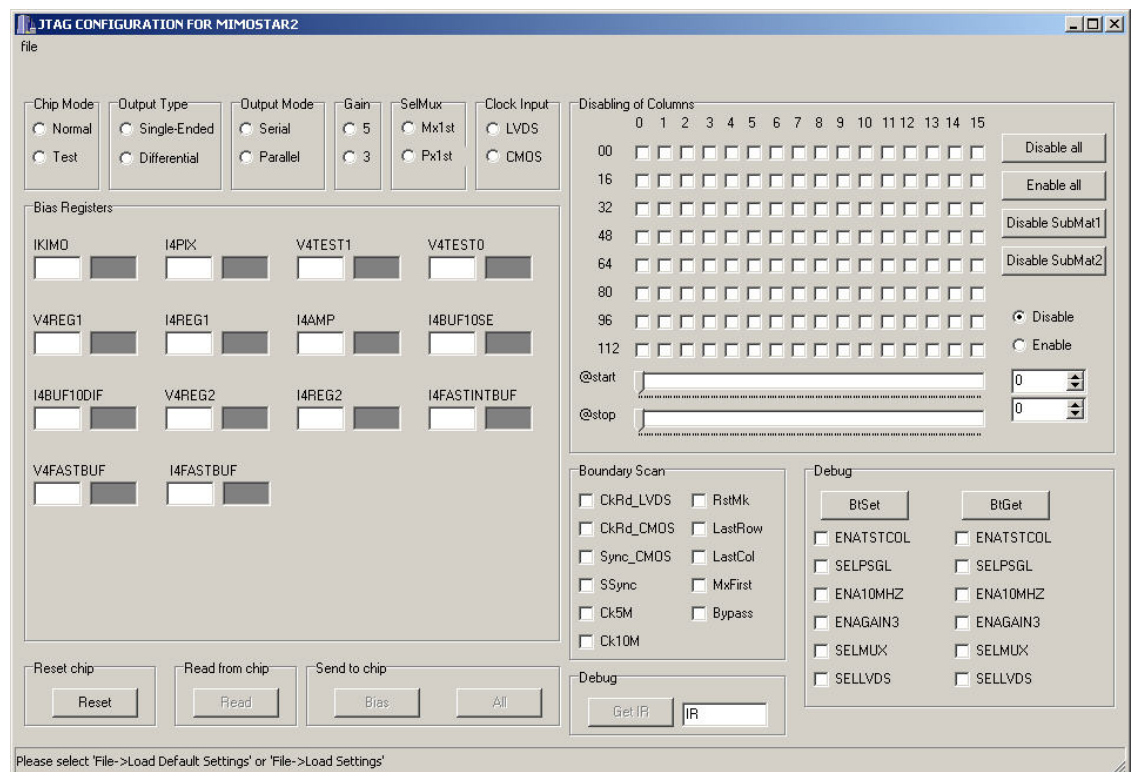 JTAG CONFIGURATION FOR MIMOSTAR2
file
Chip Mode Output Type Output Mode Gain SelMux Clock Input
Normal Single-Ended Serial 5 Mx1st LVDS
Test Differential Parallel 3 Px1st CMOS
Bias Registers
IKIMO I4PIX V4TEST1 V4TEST0
V4REG1 I4REG1 I4AMP I4BUF10SE
I4BUF10DIF V4REG2 I4REG2 I4FASTINTBUF
V4FASTBUF I4FASTBUF
Reset chip Read from chip Send to chip
Reset Read Bias All
Disabling of Columns
0 1 2 3 4 5 6 7 8 9 10 11 12 13 14 15
00 Disable all
16 Enable all
32 Disable SubMat1
48
64 Disable SubMat2
80
96 Disable
112 Enable
@start 0
@stop 0
Boundary Scan
CkRd_LVDS RstMk
CkRd_CMOS LastRow
Sync_CMOS LastCol
SSync MxFirst
Ck5M Bypass
Ck10M
Debug
Get IR IR
Debug
BtSet BtGet
ENATSTCOL ENATSTCOL
SELPSGL SELPSGL
ENA10MHZ ENA10MHZ
ENAGAIN3 ENAGAIN3
SELMUX SELMUX
SELLVDS SELLVDS
Please select 'File->Load Default Settings' or 'File->Load Settings'